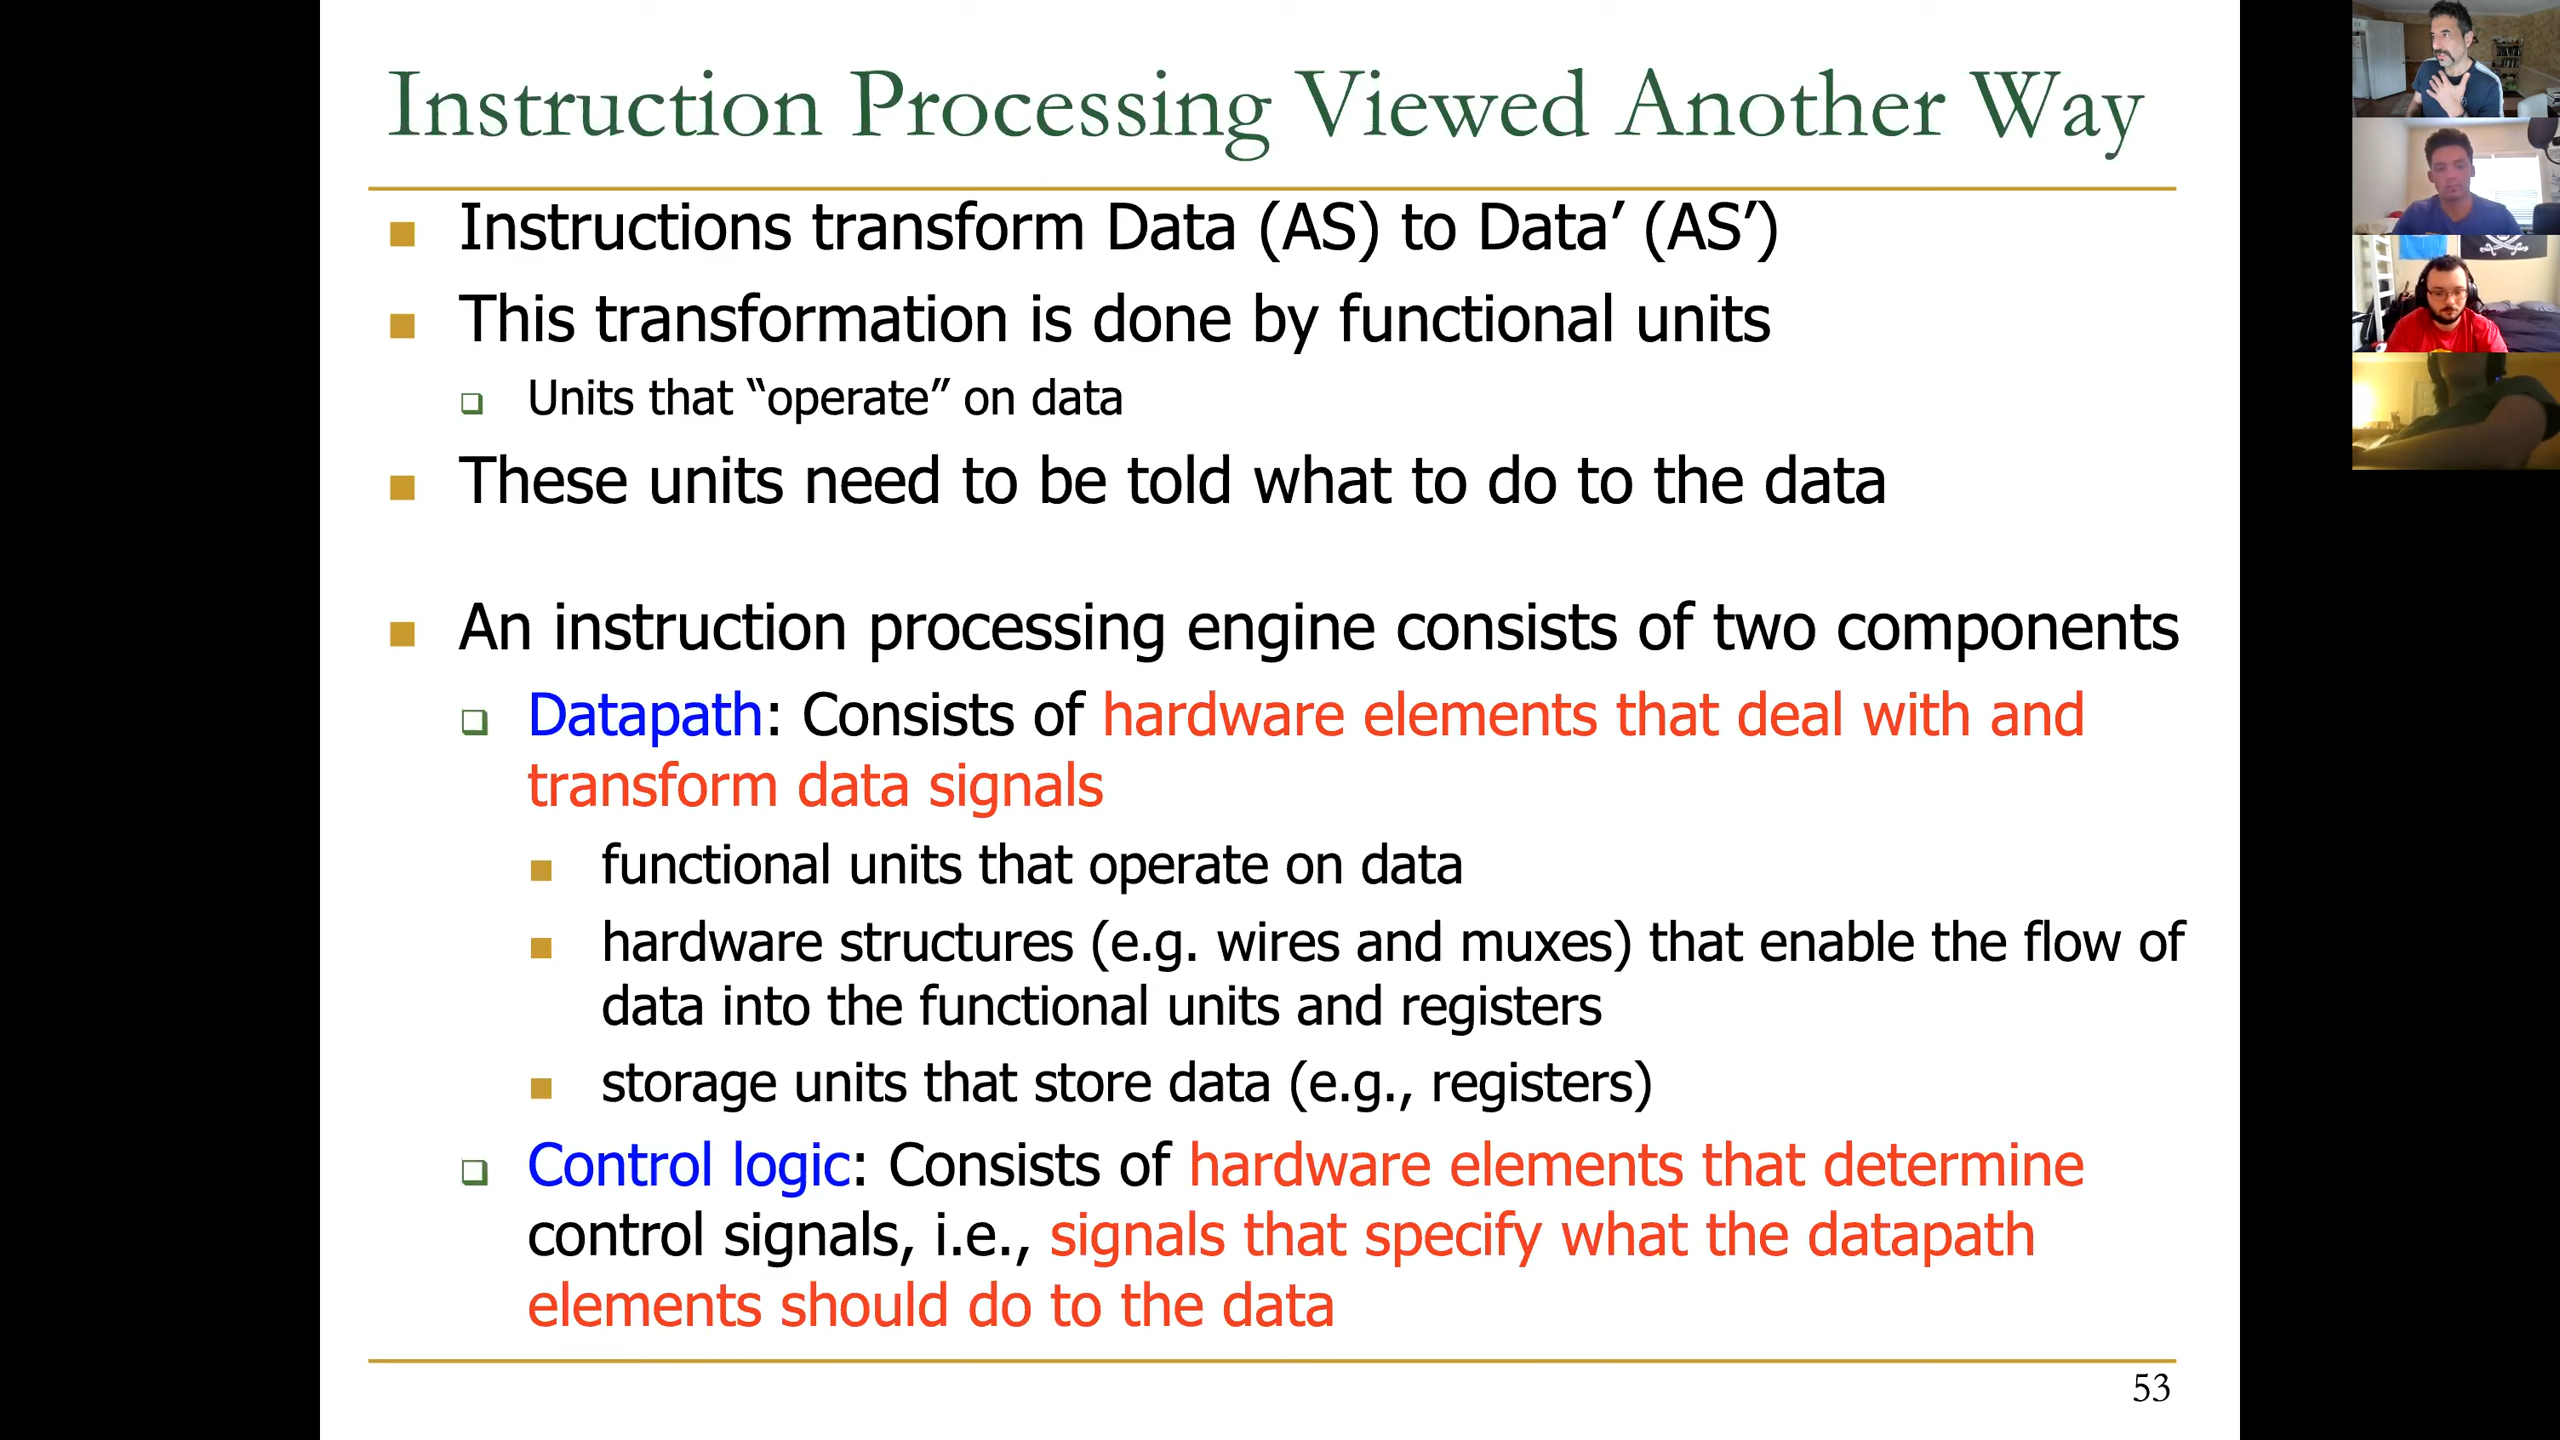 Instruction Processing Viewed Another Way
Instructions transform Data (AS) to Data’ (AS’)
This transformation is done by functional units
Units that “operate” on data
These units need to be told what to do to the data
An instruction processing engine consists of two components
Datapath: Consists of hardware elements that deal with and
transform data signals
functional units that operate on data
hardware structures (e.g. wires and muxes) that enable the flow of
data into the functional units and registers
storage units that store data (e.g., registers)
Control logic: Consists of hardware elements that determine
control signals, i.e., signals that specify what the datapath
elements should do to the data
53